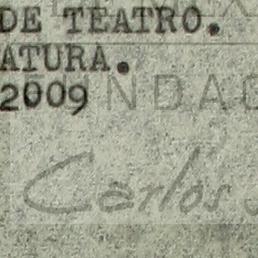 DE TEATRO.
ATURA.
2009
NDAC
Carlos